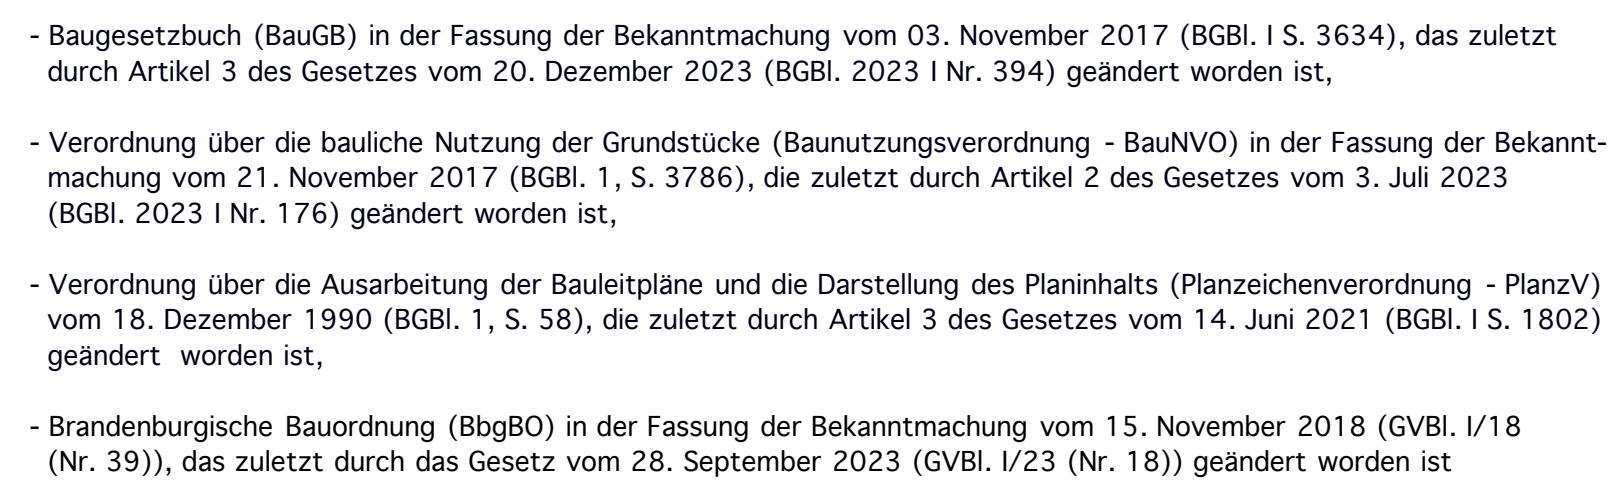 - Baugesetzbuch (BauGB) in der Fassung der Bekanntmachung vom 03. November 2017 (BGBl. I S. 3634), das zuletzt
durch Artikel 3 des Gesetzes vom 20. Dezember 2023 (BGBl. 2023 I Nr. 394) geändert worden ist,
- Verordnung über die bauliche Nutzung der Grundstücke (Baunutzungsverordnung - BauNVO) in der Fassung der Bekannt-
machung vom 21. November 2017 (BGBl. 1, S. 3786), die zuletzt durch Artikel 2 des Gesetzes vom 3. Juli 2023
(BGBl. 2023 I Nr. 176) geändert worden ist,
- Verordnung über die Ausarbeitung der Bauleitpläne und die Darstellung des Planinhalts (Planzeichenverordnung - PlanzV)
vom 18. Dezember 1990 (BGBl. 1, S. 58), die zuletzt durch Artikel 3 des Gesetzes vom 14. Juni 2021 (BGBl. I S. 1802)
geändert worden ist,
- Brandenburgische Bauordnung (BbgBO) in der Fassung der Bekanntmachung vom 15. November 2018 (GVBl. I/18
(Nr. 39)), das zuletzt durch das Gesetz vom 28. September 2023 (GVBl. I/23 (Nr. 18)) geändert worden ist